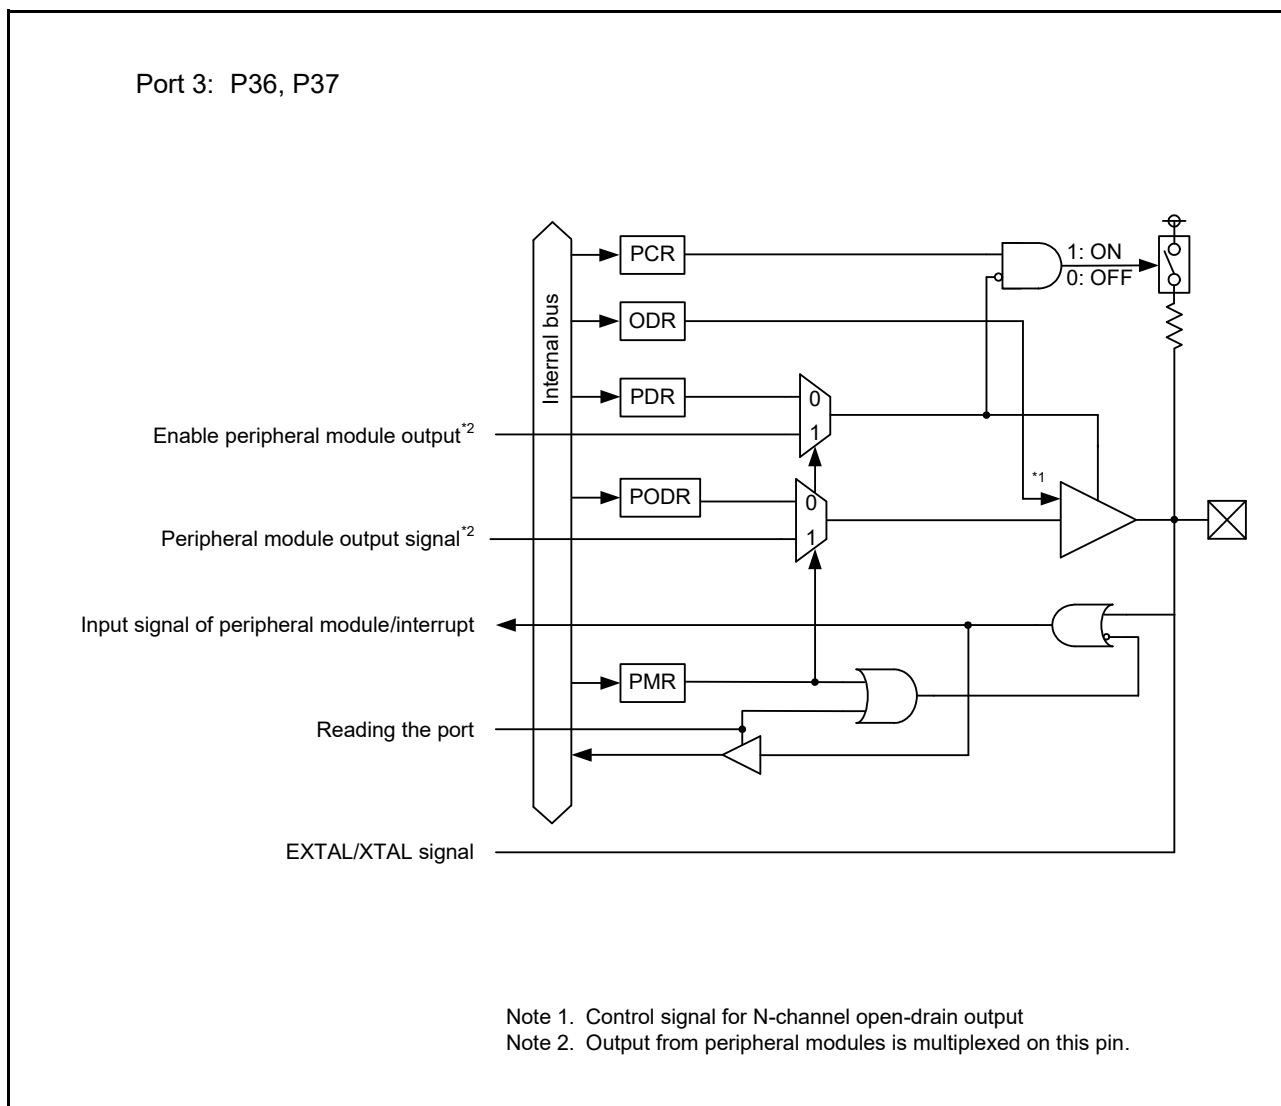 Port 3: P36, P37
PCR
1: ON
0: OFF
ODR
Internal bus
PDR
0
1
Enable peripheral module output*2
*1
PODR
0
1
Peripheral module output signal*2
Input signal of peripheral module/interrupt
PMR
Reading the port
EXTAL/XTAL signal
Note 1. Control signal for N-channel open-drain output
Note 2. Output from peripheral modules is multiplexed on this pin.